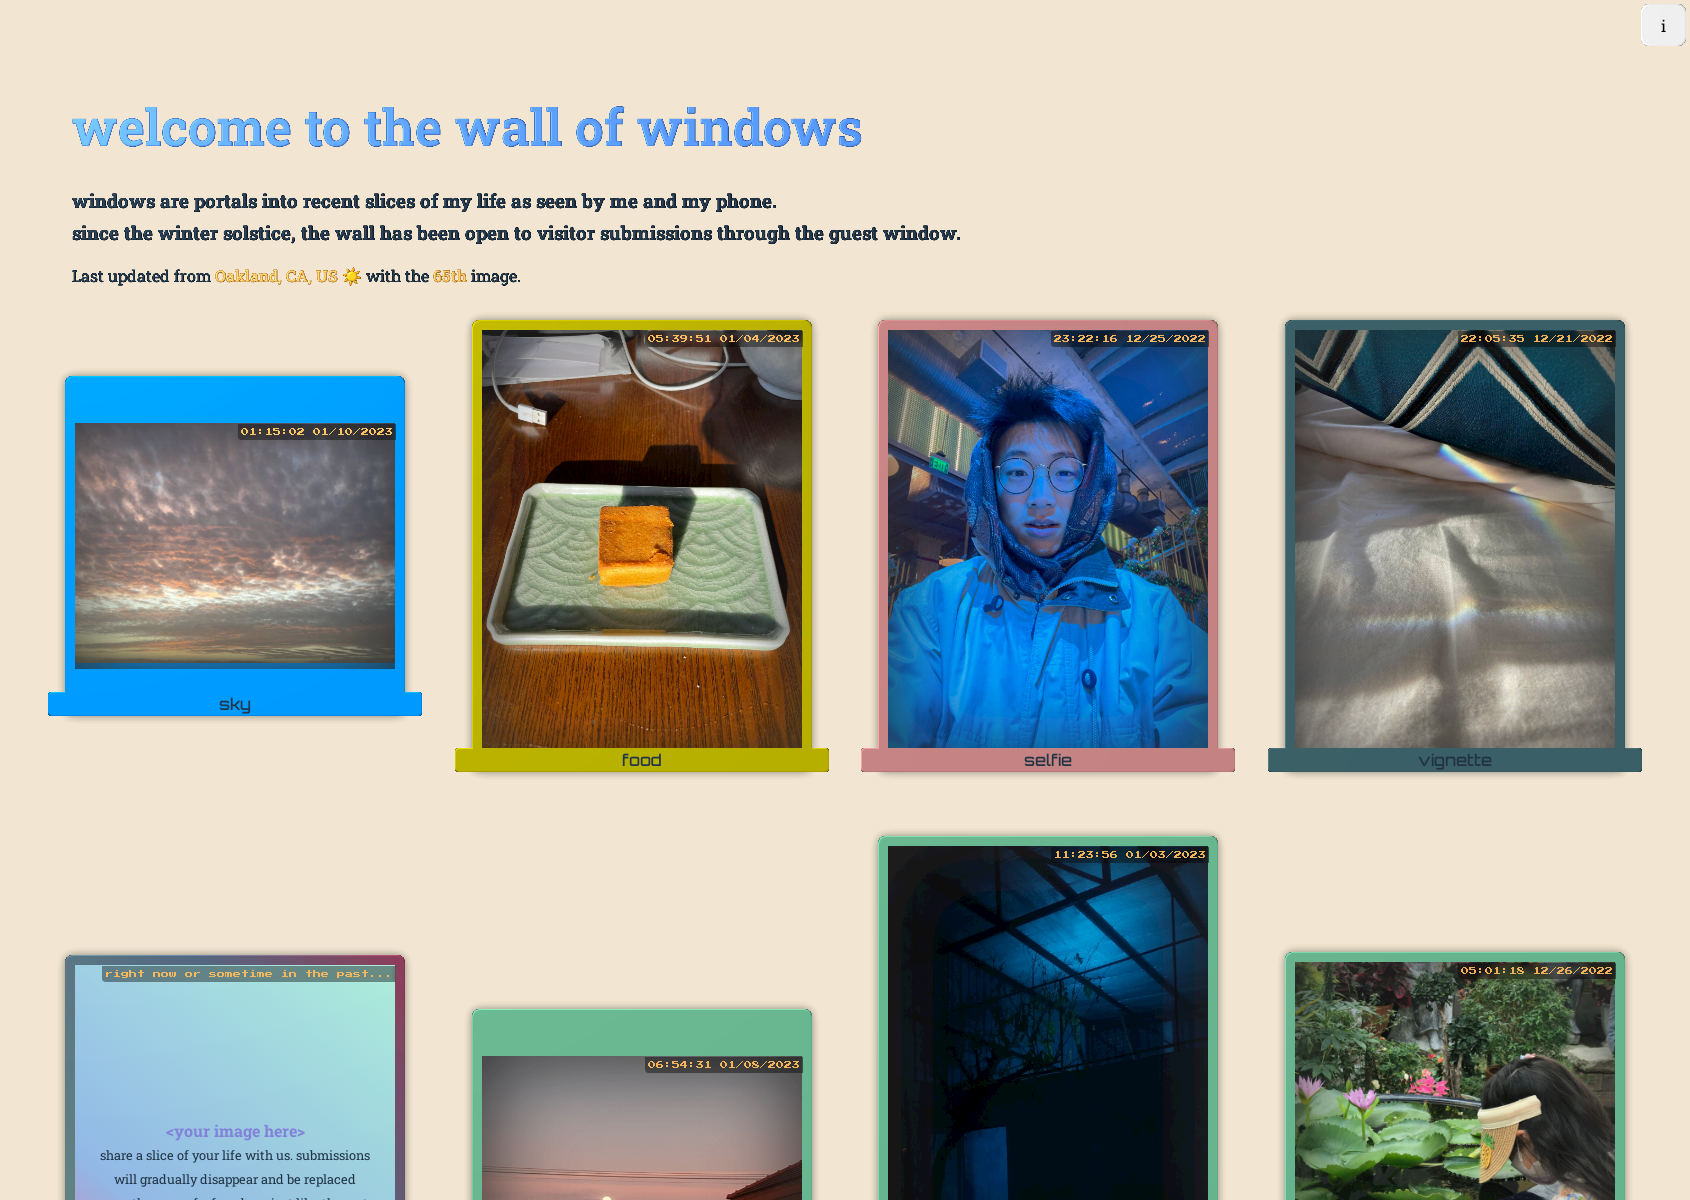 i
welcome to the wall of windows
windows are portals into recent slices of my life as seen by me and my phone.
since the winter solstice, the wall has been open to visitor submissions through the guest window.
Last updated from Oakland, CA, US ☀️ with the 65th image.
01:15:02 01/10/2023
sky
05:39:51 01/04/2023
food
23:22:16 12/25/2022
EXIT
selfie
22:05:35 12/21/2022
vignette
right now or sometime in the past...
<your image here>
share a slice of your life with us. submissions
will gradually disappear and be replaced
06:54:31 01/08/2023
11:23:56 01/03/2023
05:01:18 12/26/2022